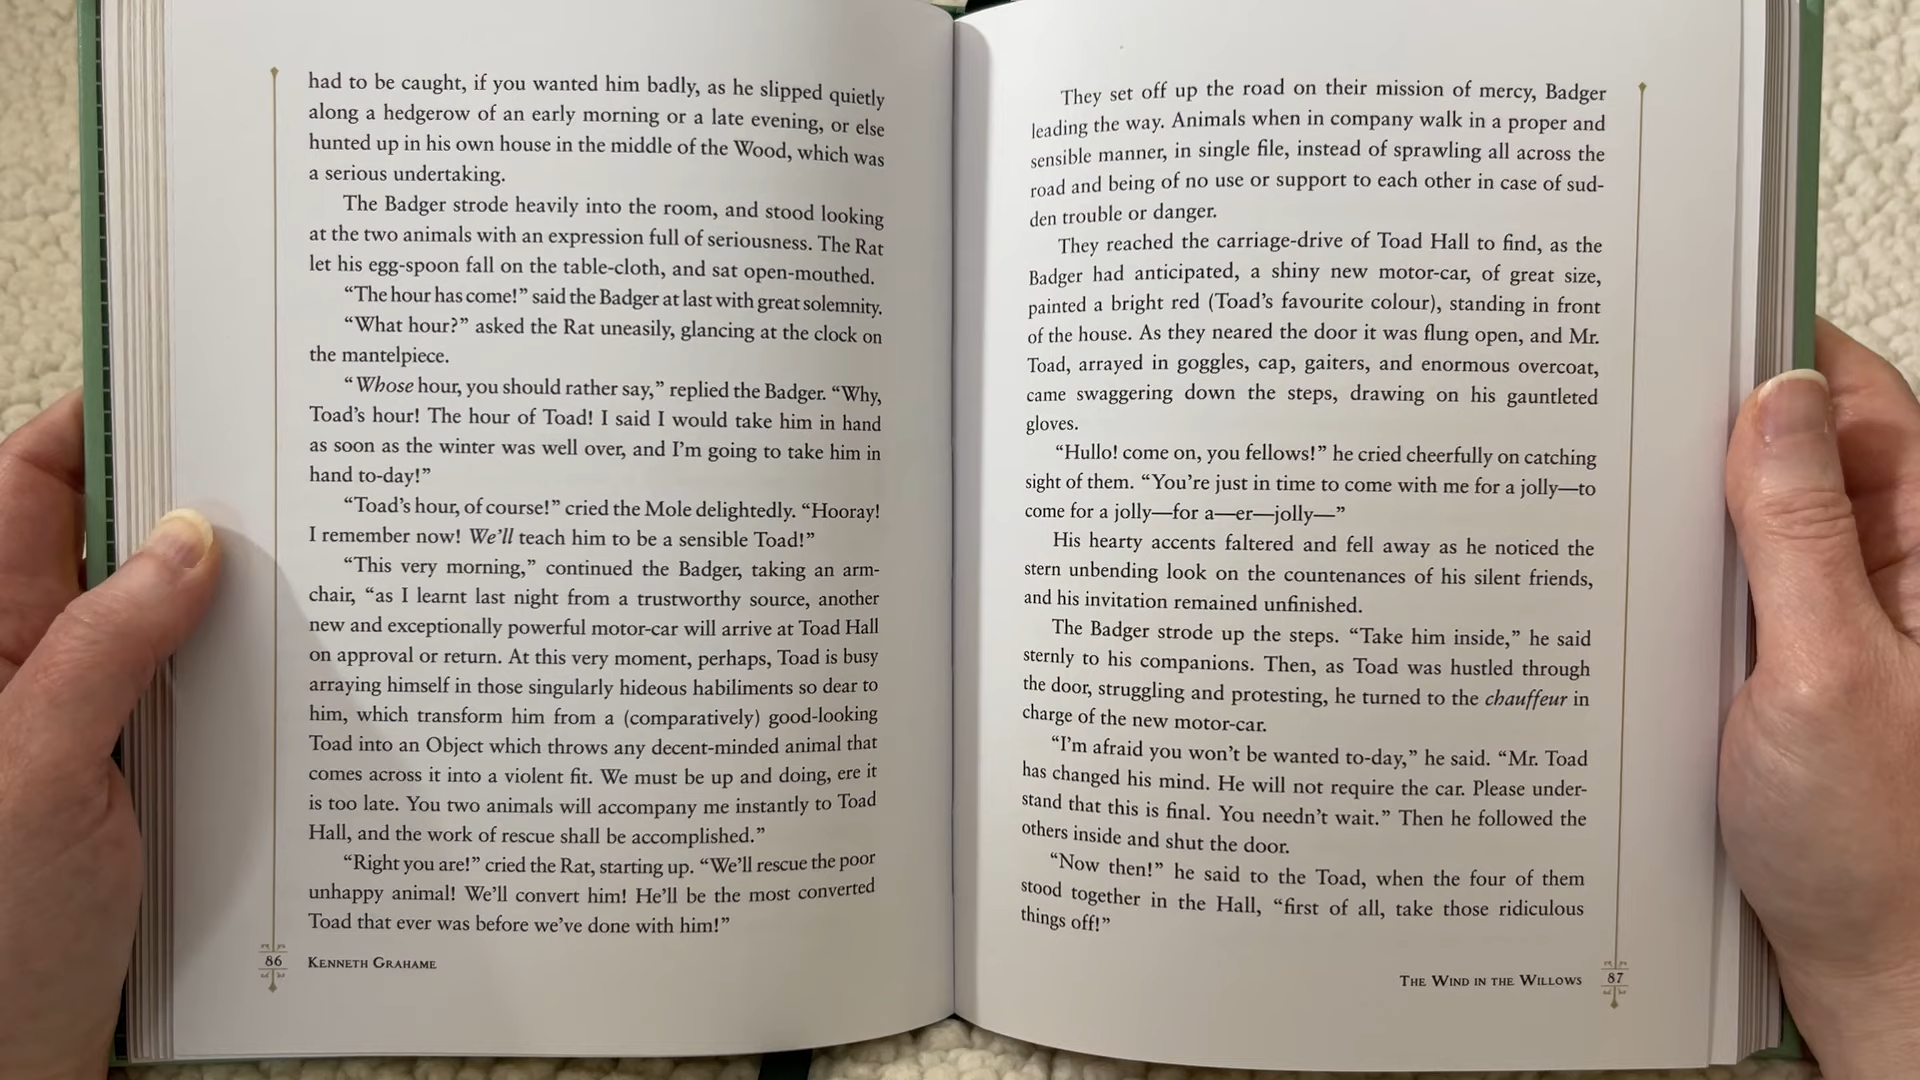 had to be caught, if you wanted him badly, as he slipped quietly
along a hedgerow of an early morning or a late evening, or else
hunted up in his own house in the middle of the Wood, which was
a serious undertaking.
The Badger strode heavily into the room, and stood looking
at the two animals with an expression full of seriousness. The Rat
let his egg-spoon fall on the table-cloth, and sat open-mouthed.
“The hour has come!” said the Badger at last with great solemnity.
“What hour?” asked the Rat uneasily, glancing at the clock on
the mantelpiece.
“Whose hour, you should rather say,” replied the Badger. “Why,
Toad’s hour! The hour of Toad! I said I would take him in hand
as soon as the winter was well over, and I’m going to take him in
hand to-day!”
“Toad’s hour, of course!” cried the Mole delightedly. “Hooray!
I remember now! We’ll teach him to be a sensible Toad!”
“This very morning,” continued the Badger, taking an arm-
chair, “as I learnt last night from a trustworthy source, another
new and exceptionally powerful motor-car will arrive at Toad Hall
on approval or return. At this very moment, perhaps, Toad is busy
arraying himself in those singularly hideous habiliments so dear to
him, which transform him from a (comparatively) good-looking
Toad into an Object which throws any decent-minded animal that
comes across it into a violent fit. We must be up and doing, ere it
is too late. You two animals will accompany me instantly to Toad
Hall, and the work of rescue shall be accomplished.”
“Right you are!” cried the Rat, starting up. “We’ll rescue the poor
unhappy animal! We’ll convert him! He’ll be the most converted
Toad that ever was before we’ve done with him!”
86 KENNETH GRAHAME
They set off up the road on their mission of mercy, Badger
leading the way. Animals when in company walk in a proper and
sensible manner, in single file, instead of sprawling all across the
road and being of no use or support to each other in case of sud-
den trouble or danger.
They reached the carriage-drive of Toad Hall to find, as the
Badger had anticipated, a shiny new motor-car, of great size,
painted a bright red (Toad’s favourite colour), standing in front
of the house. As they neared the door it was flung open, and Mr.
Toad, arrayed in goggles, cap, gaiters, and enormous overcoat,
came swaggering down the steps, drawing on his gauntleted
gloves.
“Hullo! come on, you fellows!” he cried cheerfully on catching
sight of them. “You’re just in time to come with me for a jolly—to
come for a jolly—for a—er—jolly—”
His hearty accents faltered and fell away as he noticed the
stern unbending look on the countenances of his silent friends,
and his invitation remained unfinished.
The Badger strode up the steps. “Take him inside,” he said
sternly to his companions. Then, as Toad was hustled through
the door, struggling and protesting, he turned to the chauffeur in
charge of the new motor-car.
“I’m afraid you won’t be wanted to-day,” he said. “Mr. Toad
has changed his mind. He will not require the car. Please under-
stand that this is final. You needn’t wait.” Then he followed the
others inside and shut the door.
“Now then!” he said to the Toad, when the four of them
stood together in the Hall, “first of all, take those ridiculous
things off!”
THE WIND IN THE WILLOWS 87